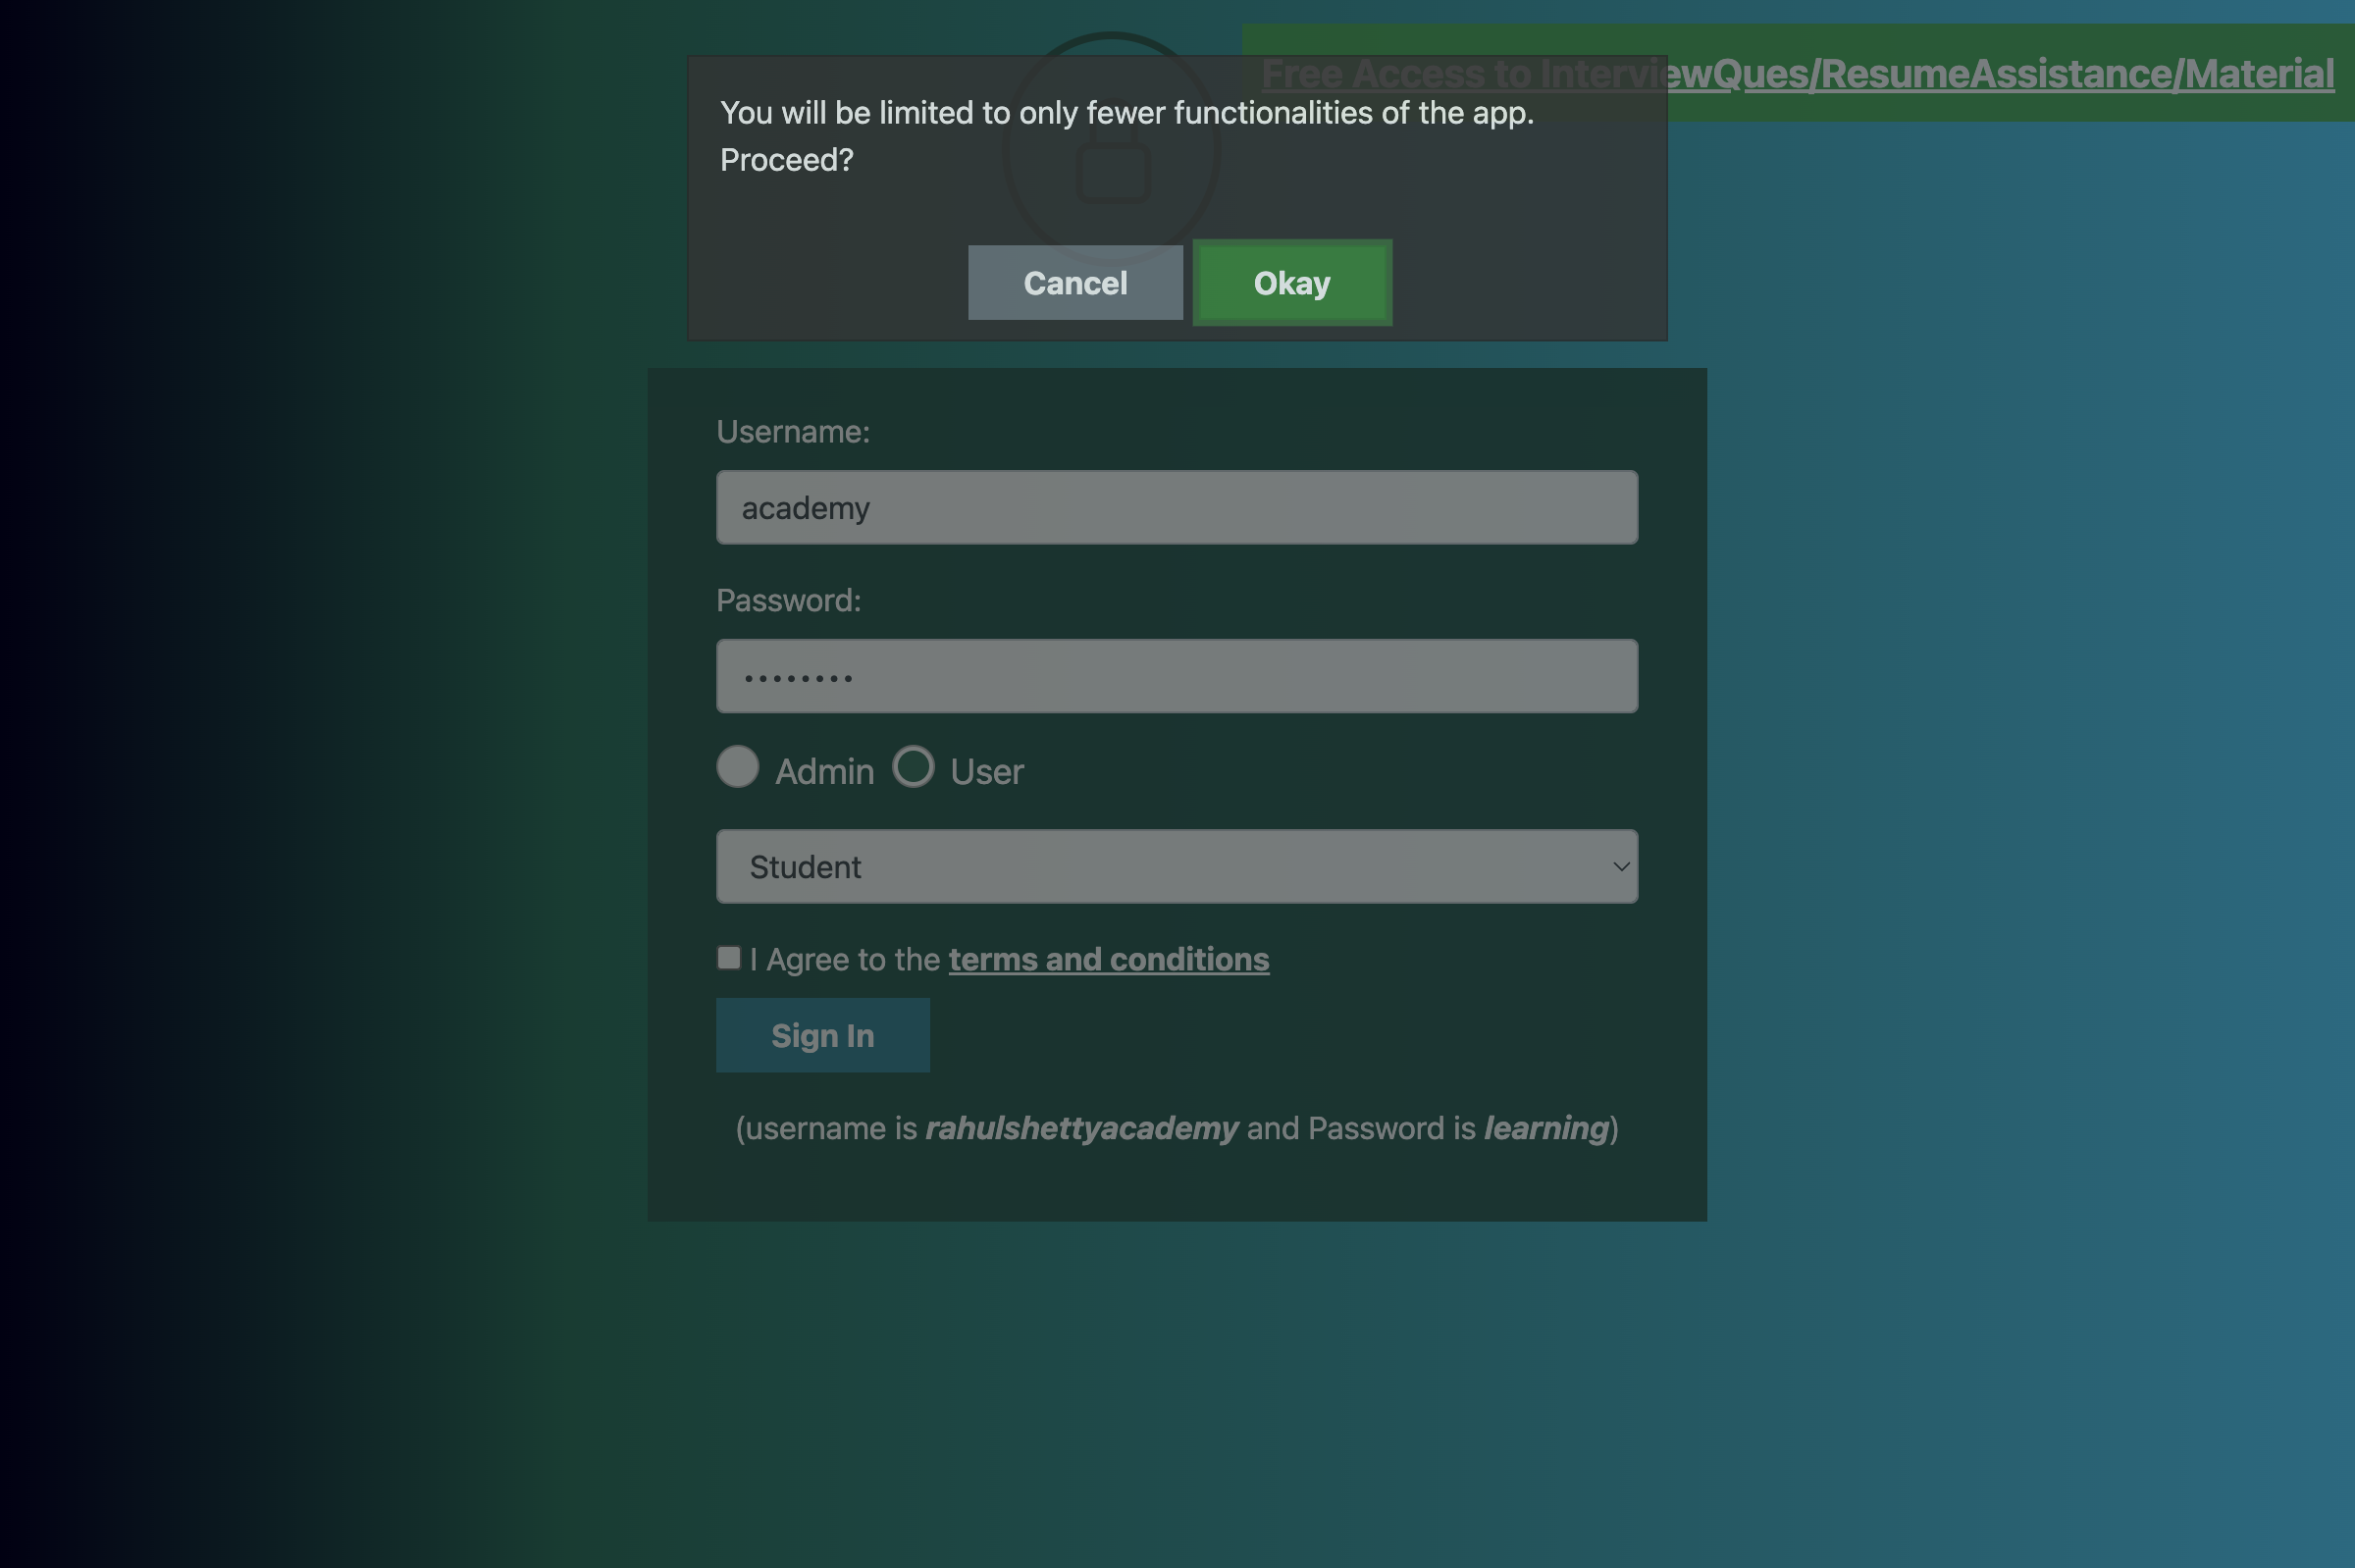 Free Access to InterviewQues/ResumeAssistance/Material
You will be limited to only fewer functionalities of the app.
Proceed?
Cancel
Okay
Username:
academy
Password:
••••••••
Admin
User
Student
I Agree to the terms and conditions
Sign In
(username is rahulshettyacademy and Password is learning)